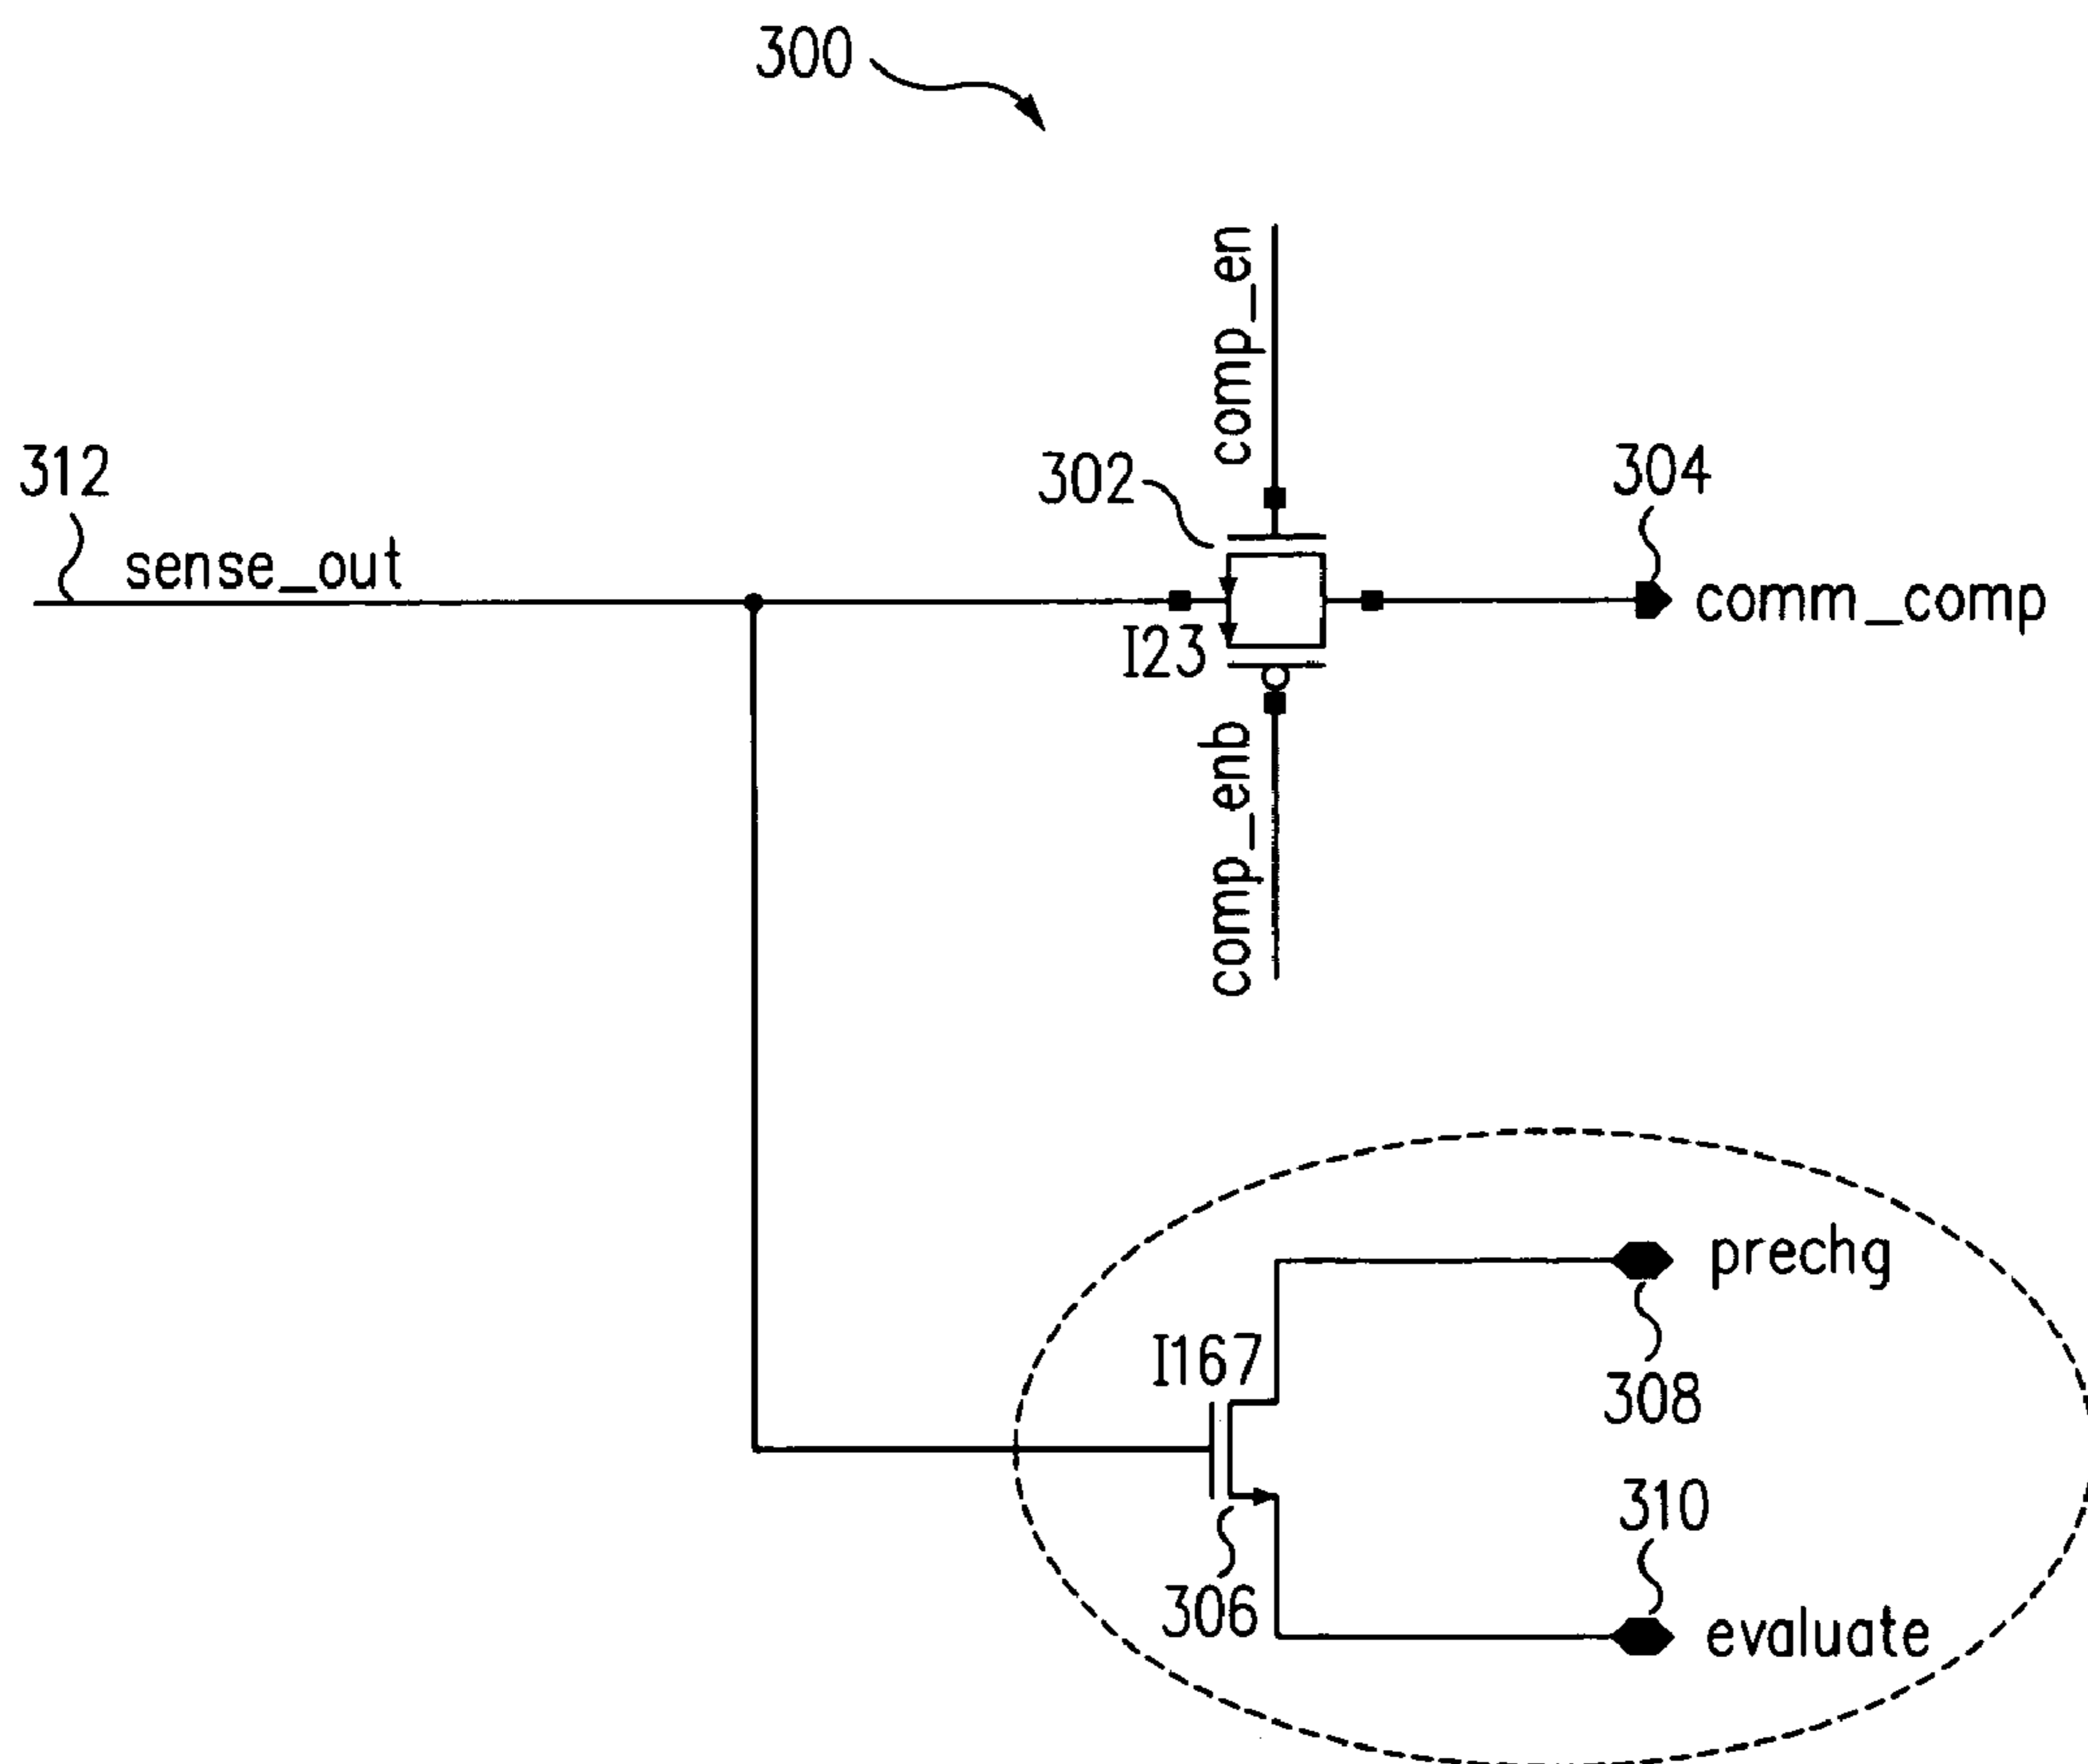 300
comp_en
312
302
304
sense_out
comm_comp
I23
comp_enb
prechg
I167
308
310
306
evaluate